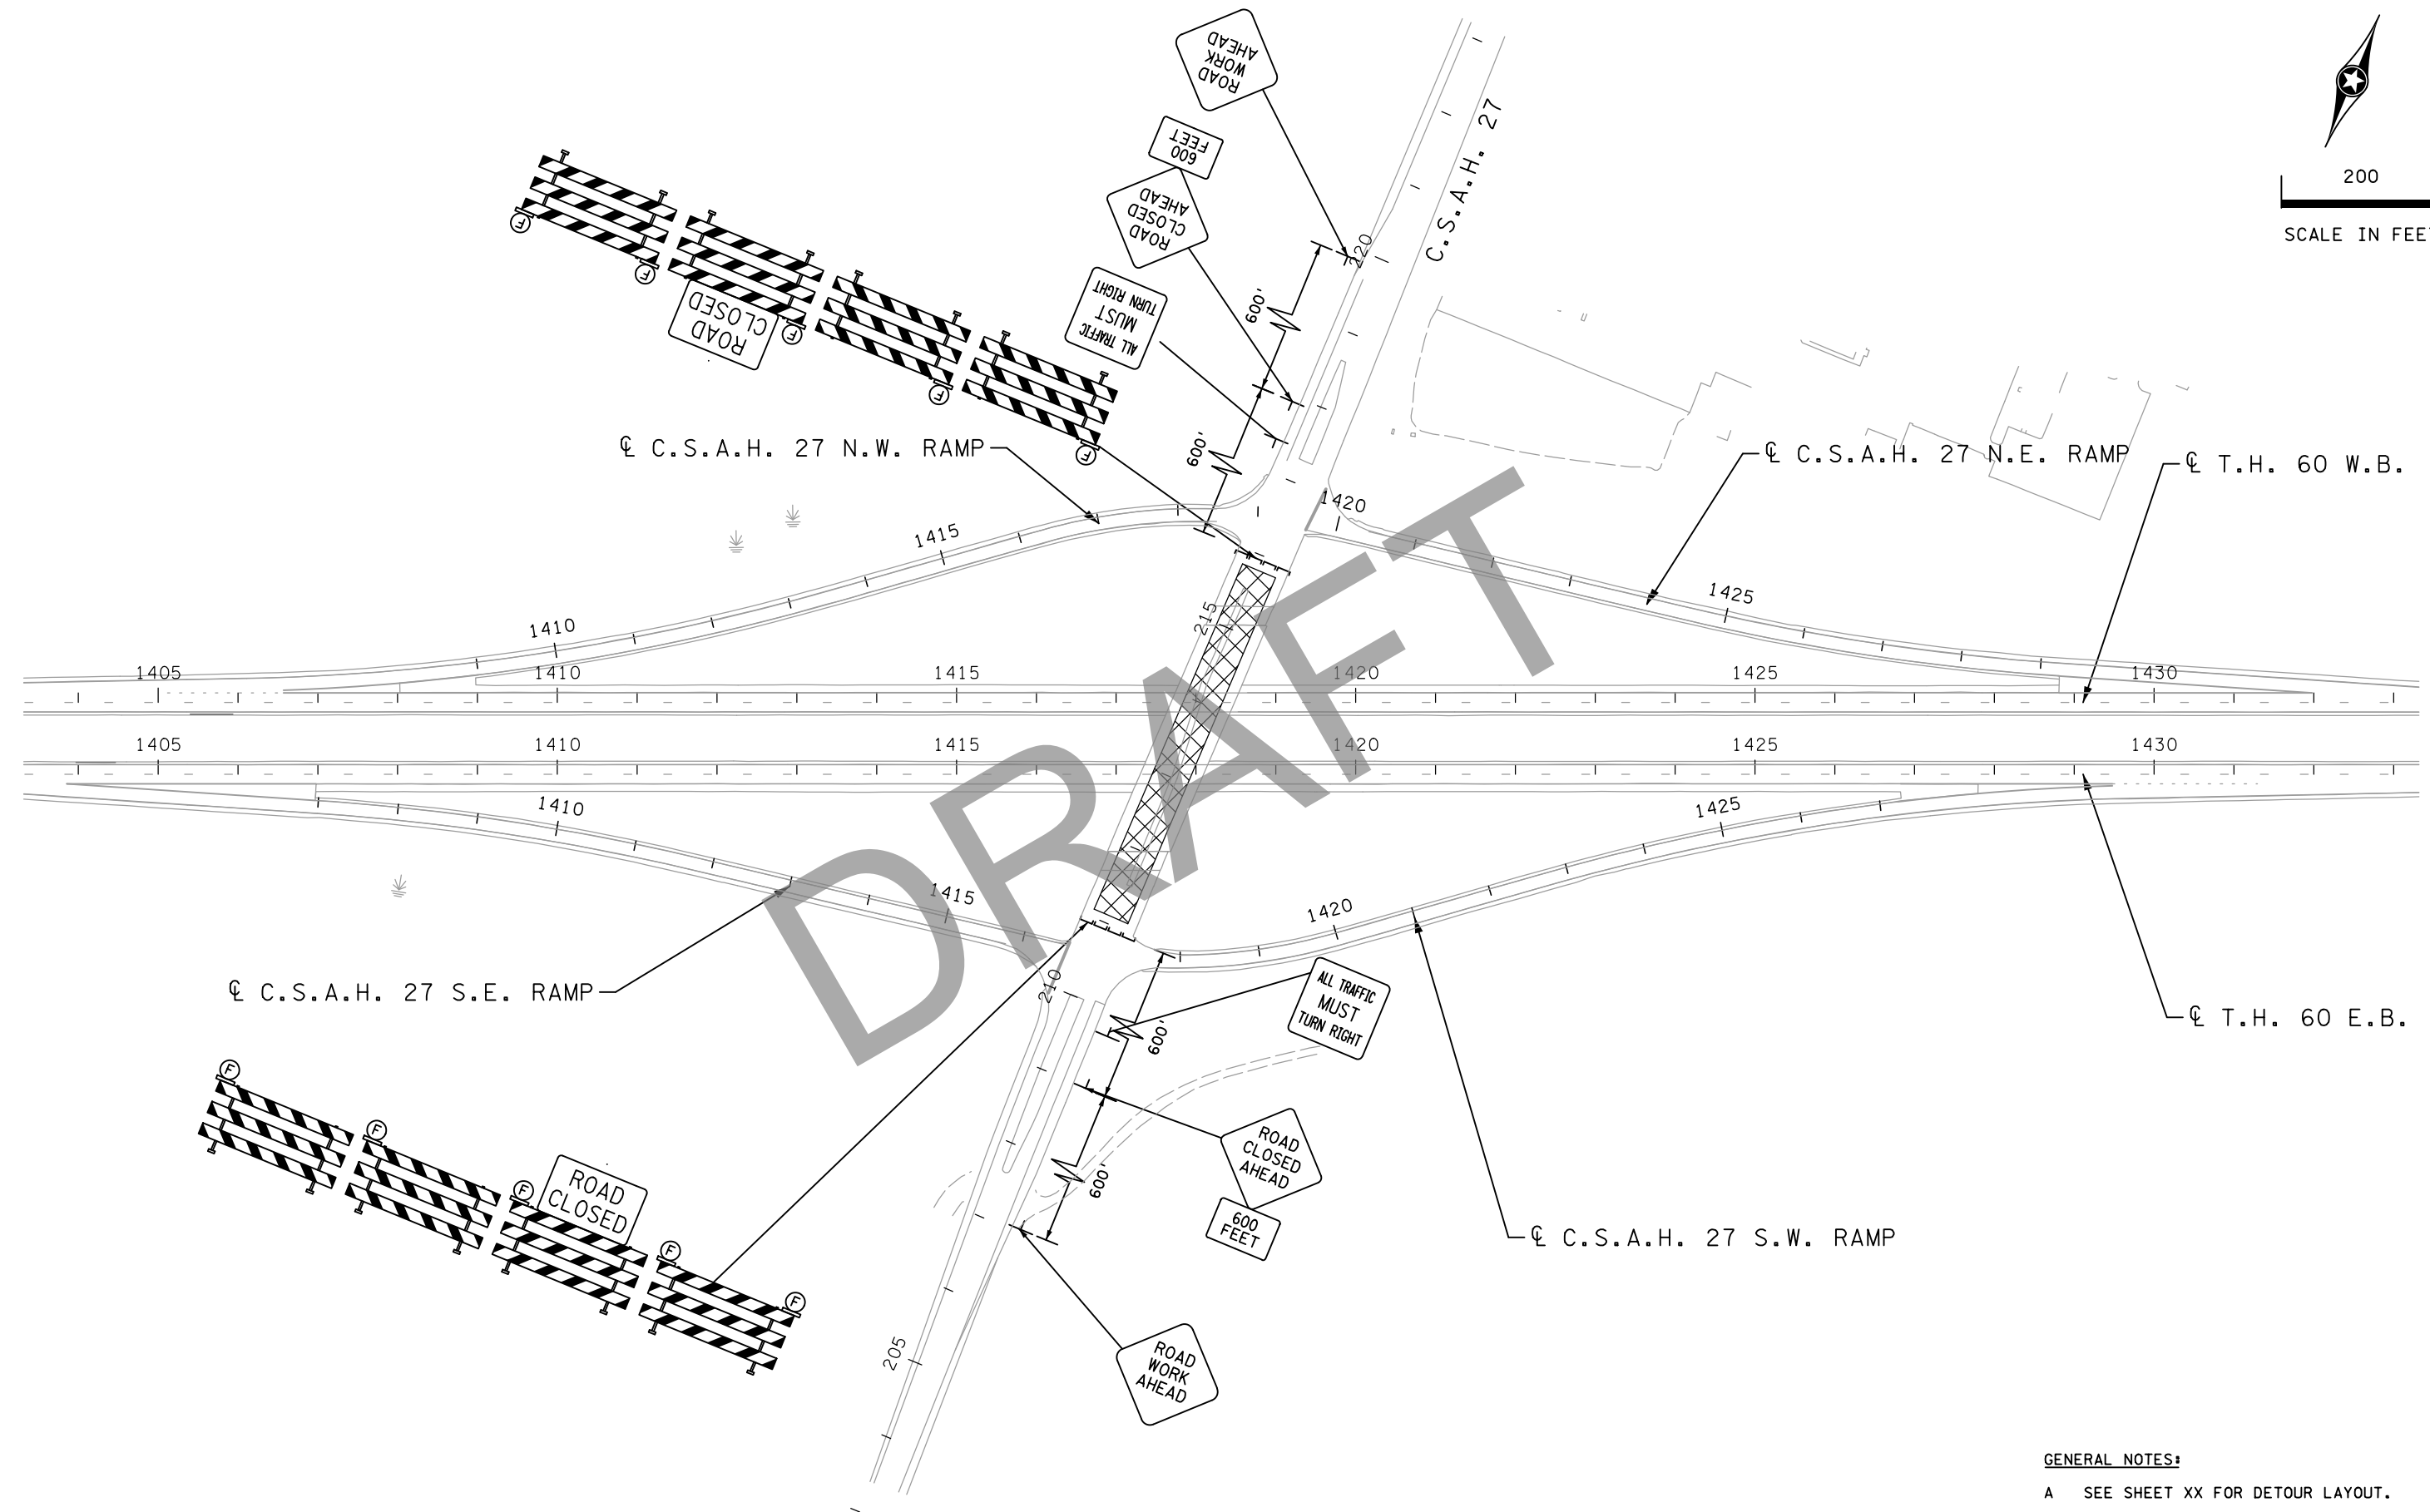 ROAD
WORK
AHEAD
600
FEET
ROAD
CLOSED
AHEAD
ALL TRAFFIC
MUST
TURN RIGHT
ROAD
CLOSED
F
F
F
F
F
600'
600'
220
C.S.A.H. 27
200
SCALE IN FEET
℄ C.S.A.H. 27 N.W. RAMP
℄ C.S.A.H. 27 N.E. RAMP
℄ T.H. 60 W.B.
1410
1415
1420
1425
215
1405
1410
1415
1420
1425
1430
1405
1410
1415
1420
1425
1430
1410
1415
1420
1425
DRAFT
210
℄ C.S.A.H. 27 S.E. RAMP
℄ T.H. 60 E.B.
ALL TRAFFIC
MUST
TURN RIGHT
600'
600'
ROAD
CLOSED
AHEAD
600
FEET
℄ C.S.A.H. 27 S.W. RAMP
F
F
F
F
F
ROAD
CLOSED
205
ROAD
WORK
AHEAD
GENERAL NOTES:
A SEE SHEET XX FOR DETOUR LAYOUT.